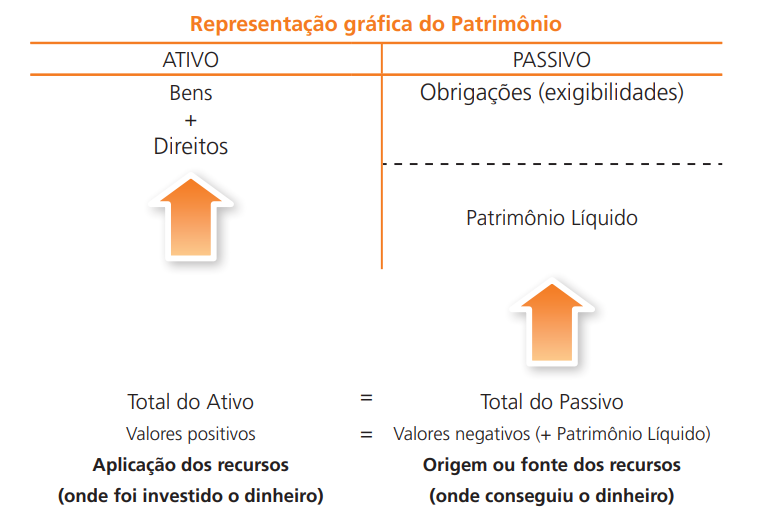 Representação gráfica do Patrimônio
ATIVO
PASSIVO
Bens
+
Direitos
Obrigações (exigibilidades)
Patrimônio Líquido
Total do Ativo = Total do Passivo
Valores positivos = Valores negativos (+ Patrimônio Líquido)
Aplicação dos recursos
(onde foi investido o dinheiro)
Origem ou fonte dos recursos
(onde conseguiu o dinheiro)